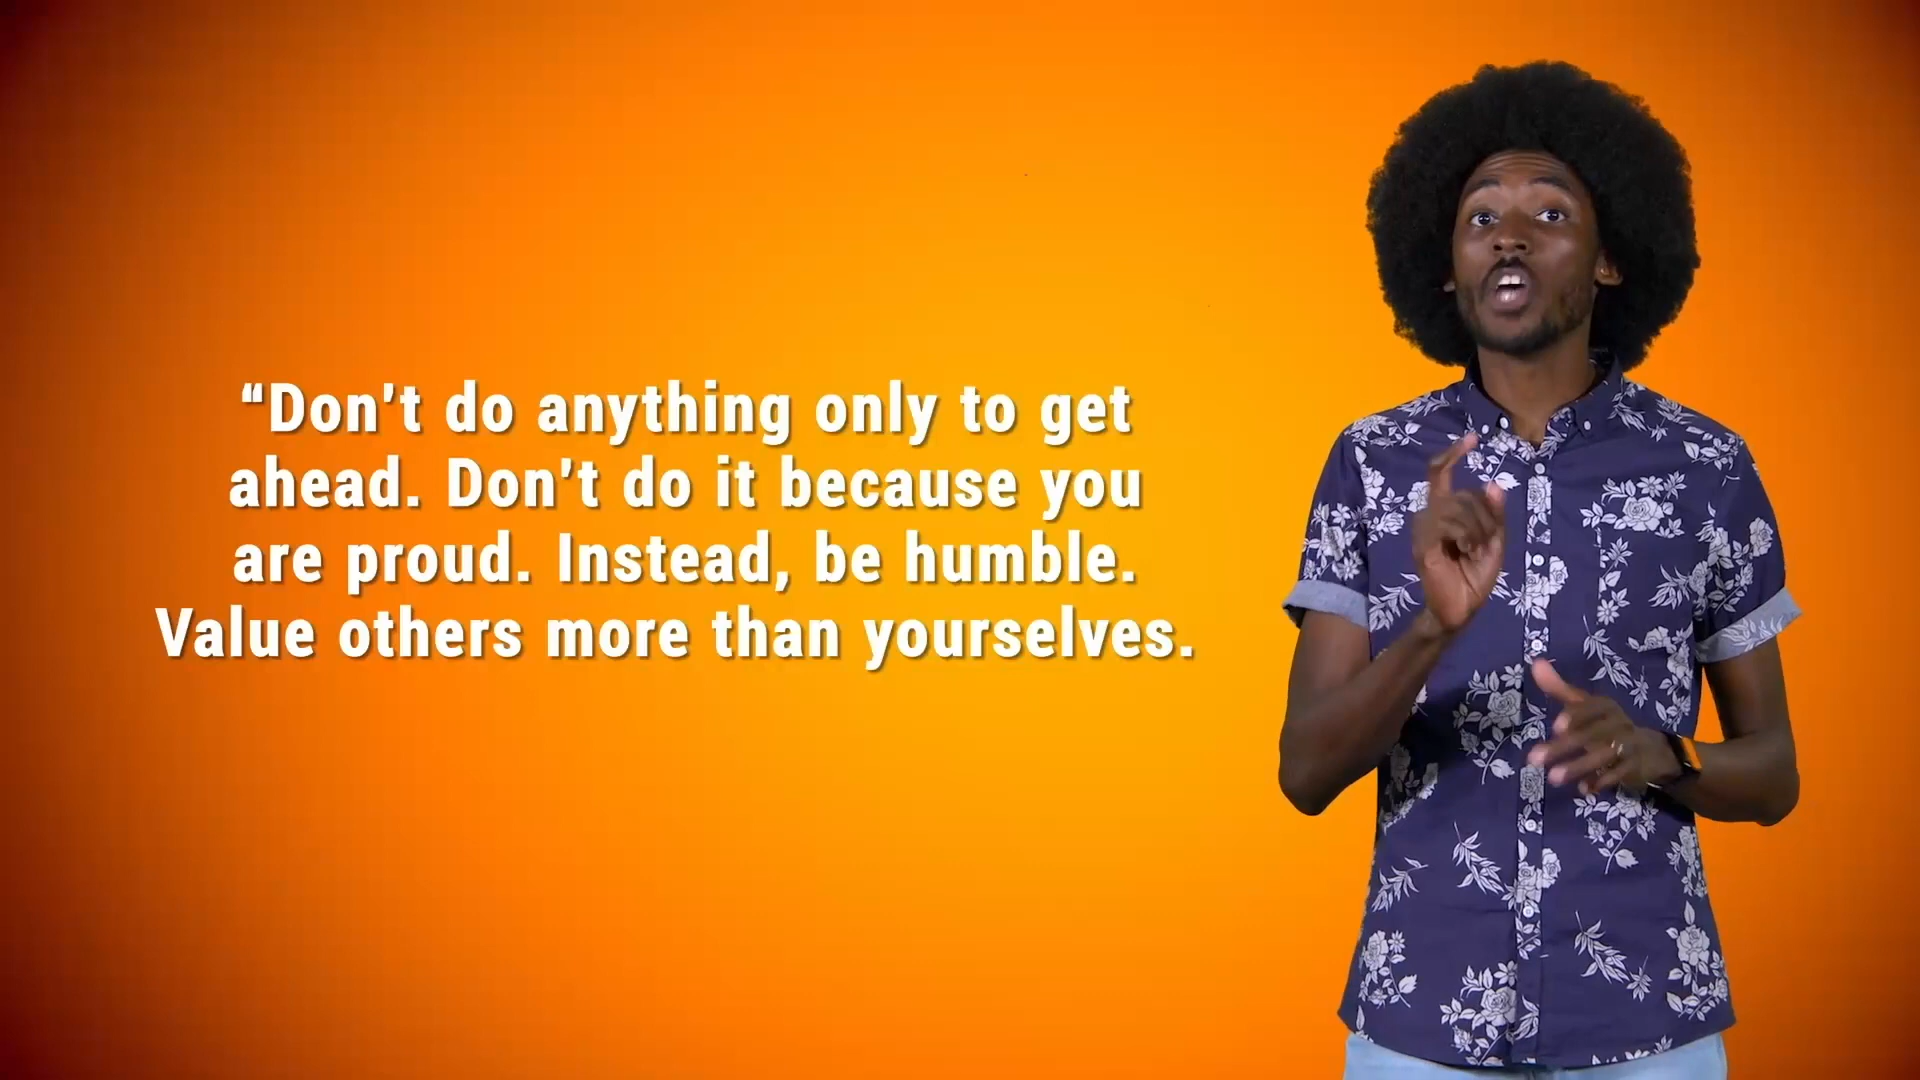 “Don't do anything only to get
ahead. Don't do it because you
are proud. Instead, be humble.
Value others more than yourselves.